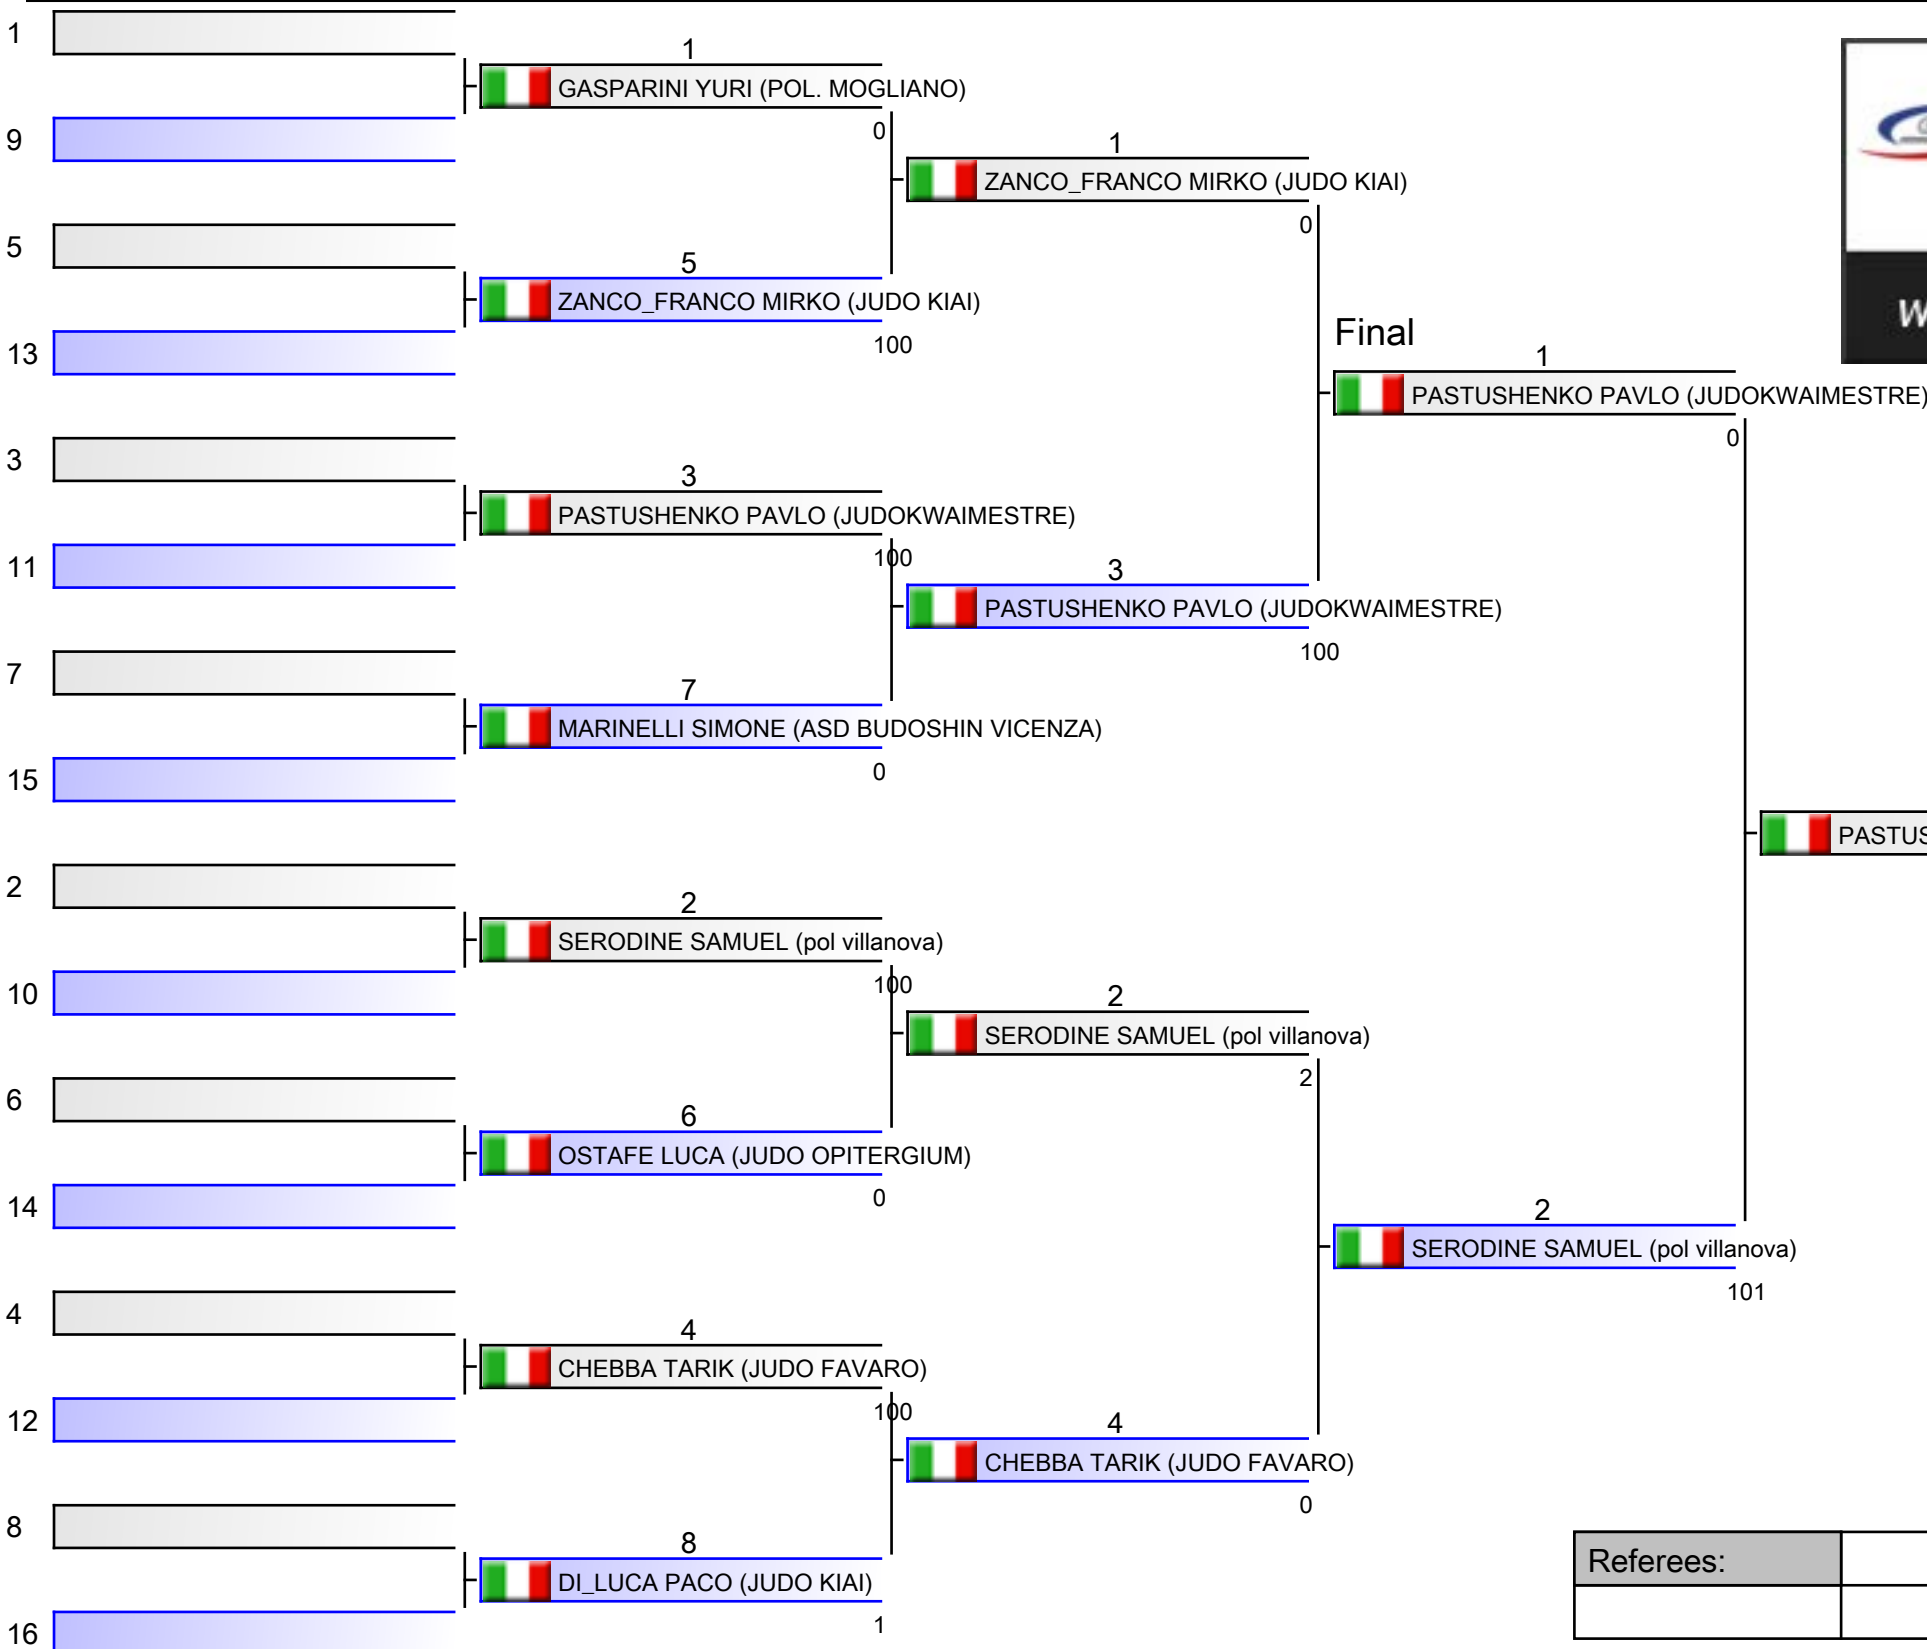 1
1
GASPARINI YURI (POL. MOGLIANO)
0
9
1
ZANCO_FRANCO MIRKO (JUDO KIAI)
0
5
5
ZANCO_FRANCO MIRKO (JUDO KIAI)
100
13
Final
1
PASTUSHENKO PAVLO (JUDOKWAIMESTRE)
0
W
3
3
PASTUSHENKO PAVLO (JUDOKWAIMESTRE)
100
11
3
PASTUSHENKO PAVLO (JUDOKWAIMESTRE)
100
7
7
MARINELLI SIMONE (ASD BUDOSHIN VICENZA)
0
15
PASTUS
2
2
SERODINE SAMUEL (pol villanova)
100
10
2
SERODINE SAMUEL (pol villanova)
2
6
6
OSTAFE LUCA (JUDO OPITERGIUM)
0
14
2
SERODINE SAMUEL (pol villanova)
101
4
4
CHEBBA TARIK (JUDO FAVARO)
100
12
4
CHEBBA TARIK (JUDO FAVARO)
0
8
8
DI_LUCA PACO (JUDO KIAI)
1
16
Referees: